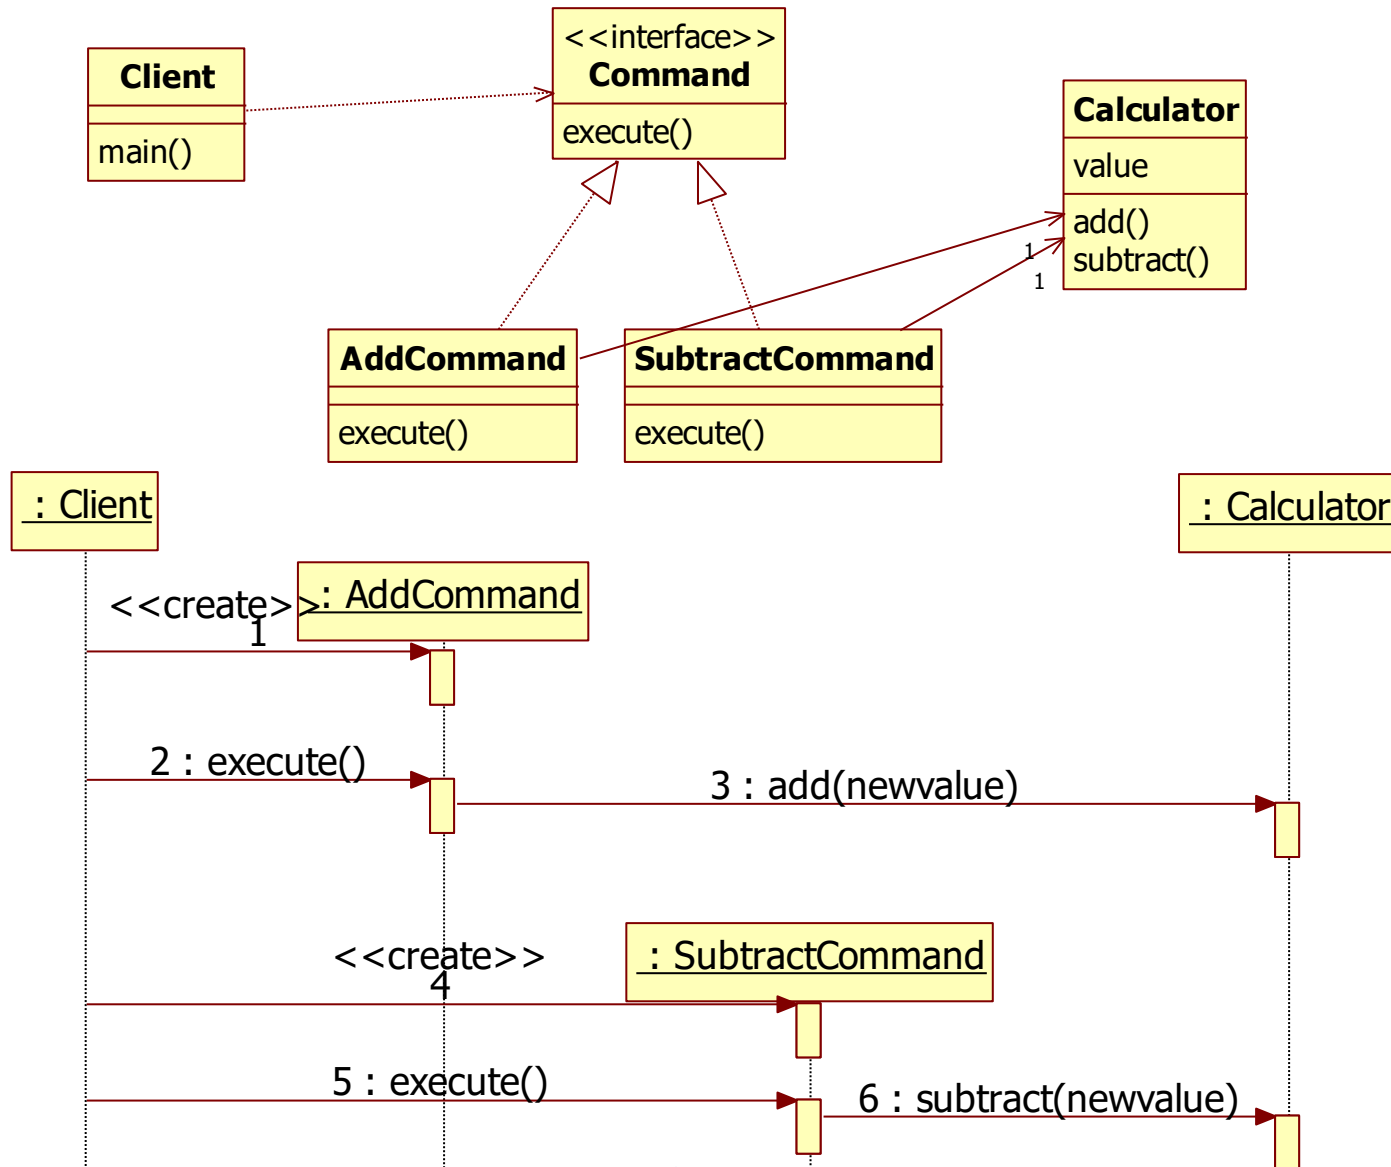 <<interface>>
Command
execute()
Client
main()
Calculator
value
add()
subtract()
1
1
AddCommand
execute()
SubtractCommand
execute()
: Client
: Calculator
: AddCommand
<<create>>
1
2 : execute()
3 : add(newvalue)
: SubtractCommand
<<create>>
4
5 : execute()
6 : subtract(newvalue)